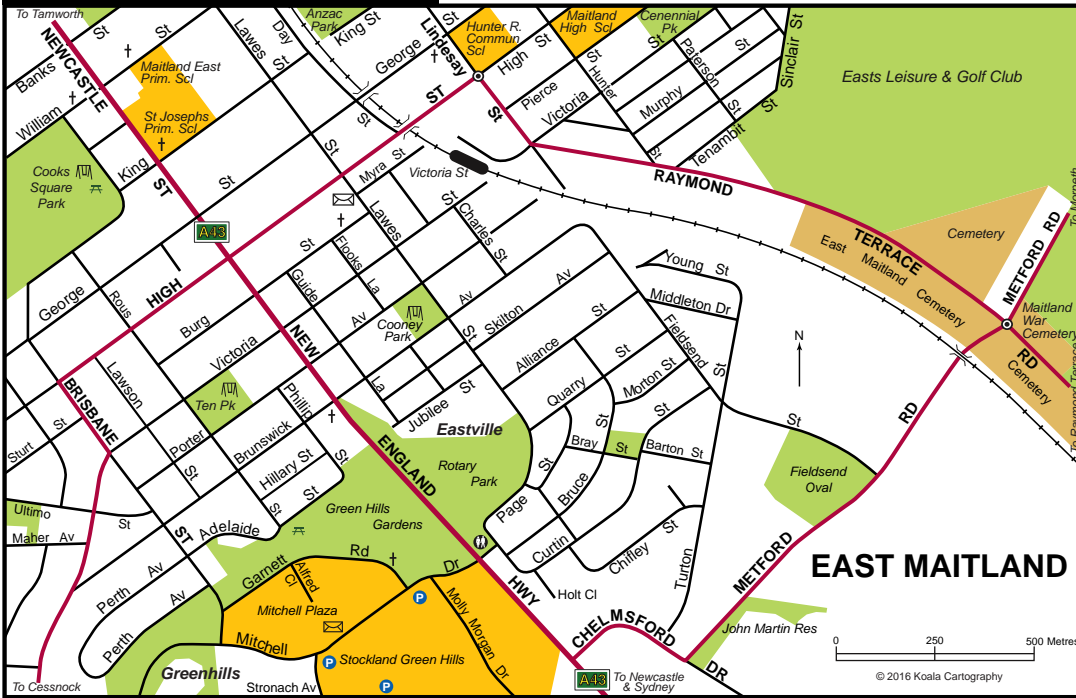 To Tamworth
NEWCASTLE
ST
Banks
St
St
William
St
Maitland East
Prim. Scl
St Josephs
Prim. Scl
King
St
Cooks
Square
Park
Lawes
St
Day
Anzac
Park
King St
George
St
Lindesay
ST
Hunter R.
Commun
Scl
High
St
Maitland
High Scl
Cenennial
Pk
Paterson
St
St
Hunter
St
Pierce
Victoria
Murphy
Tenambit
St
Sinclair St
Easts Leisure & Golf Club
HIGH
ST
Myra St
Victoria St
RAYMOND
TERRACE
RD
East
Maitland
Cemetery
Cemetery
Cemetery
METFORD RD
To Morpeth
Maitland
War
Cemetery
To Raymond Terrace
A43
George
Rous
Burg
St
Victoria
Av
Guide
La
Flooks
La
Lawes
St
Charles
St
Cooney
Park
Av
Skilton
Av
Alliance
St
Fieldsend
St
Young St
Middleton Dr
N
BRISBANE
ST
Lawson
St
Sturt
St
Ten Pk
Porter
Brunswick
Phillip
St
St
Hillary St
Jubilee
St
NEW
ENGLAND
HWY
Eastville
Rotary
Park
Quarry
St
Morton St
Bray
St
Barton St
Page
St
Bruce
St
St
Fieldsend
Oval
Ultimo
St
Maher Av
Adelaide
St
Green Hills
Gardens
Perth
Av
Perth
Av
Garnett
Rd
Alfred
Cl
Dr
Mitchell Plaza
Mitchell
Molly Morgan Dr
Stockland Green Hills
P
P
P
Curtin
Chifley
St
Holt Cl
Turton
St
METFORD
RD
CHELMSFORD
DR
John Martin Res
EAST MAITLAND
0 250 500 Metres
© 2016 Koala Cartography
To Cessnock
Greenhills
Stronach Av
A43
To Newcastle
& Sydney